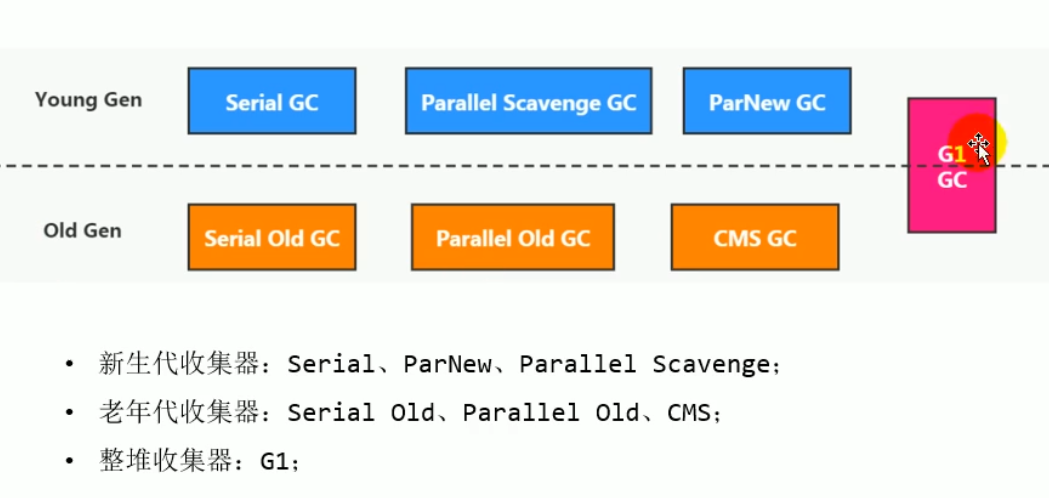 Young Gen
Serial GC
Parallel Scavenge GC
ParNew GC
G1
GC
Old Gen
Serial Old GC
Parallel Old GC
CMS GC
• 新生代收集器：Serial、ParNew、Parallel Scavenge；
• 老年代收集器：Serial Old、Parallel Old、CMS；
• 整堆收集器：G1；